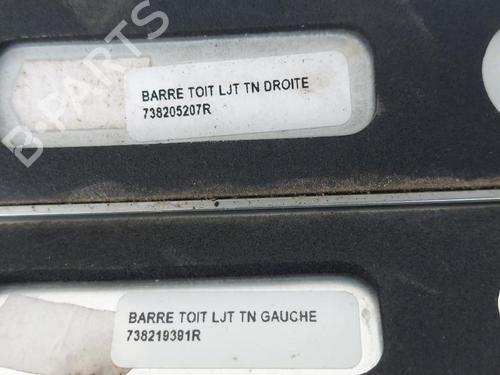 B-PARTS
BARRE TOIT LJT TN DROITE
738205207R
BARRE TOIT LJT TN GAUCHE
738219391R